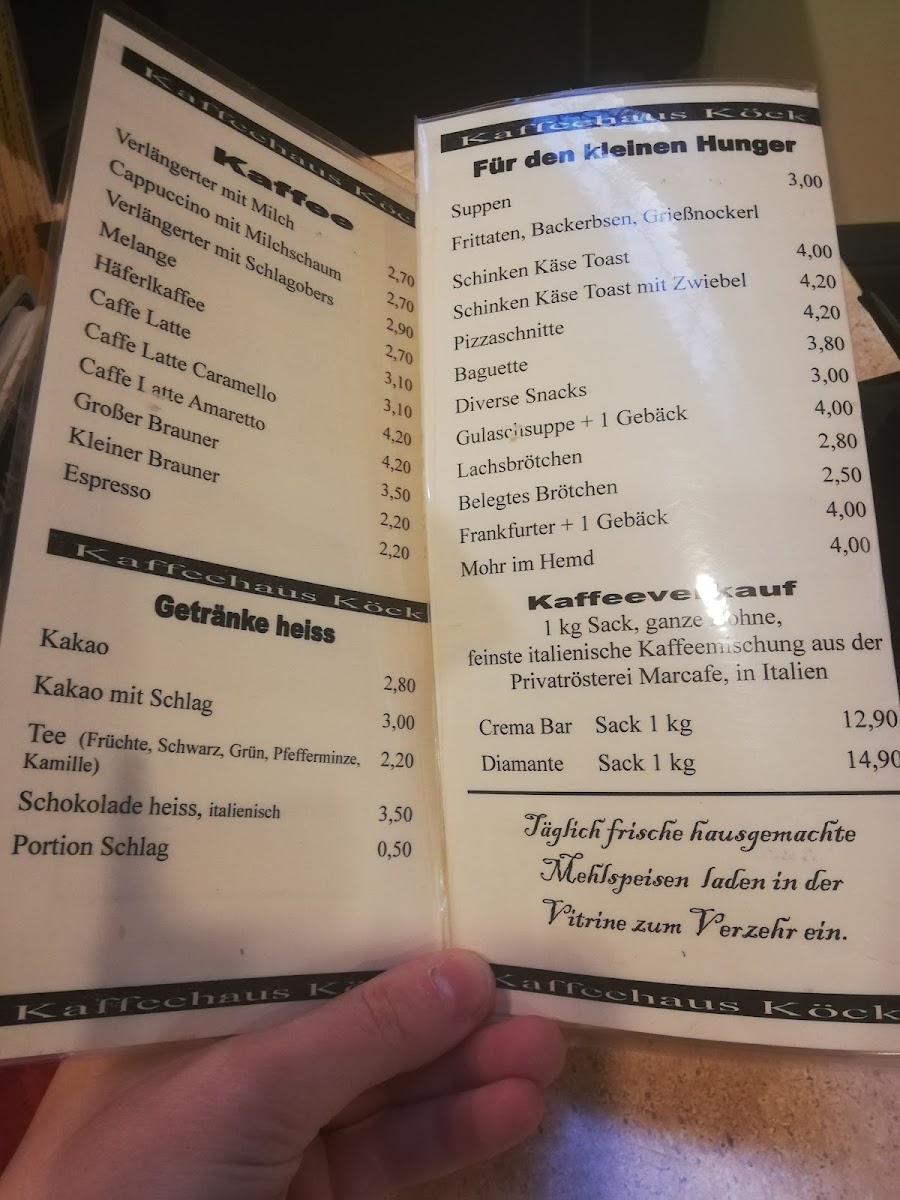 Kaffeehaus Köc
Kaffee
Verlängerter mit Milch 2,70
Cappuccino mit Milchschaum 2,70
Verlängerter mit Schlagobers 2,90
Melange 2,70
Häferlkaffee 3,10
Caffe Latte 3,10
Caffe Latte Caramello 4,20
Caffe Latte Amaretto 4,20
Großer Brauner 3,50
Kleiner Brauner 2,20
Espresso 2,20
Kaffeehaus Köck
Getränke heiss
Kakao 2,80
Kakao mit Schlag 3,00
Tee (Früchte, Schwarz, Grün, Pfefferminze, 2,20
Kamille)
Schokolade heiss, italienisch 3,50
Portion Schlag 0,50
Kaffeehaus Kö
Kaffeehaus Köck
Für den kleinen Hunger
Suppen 3,00
Frittaten, Backerbsen, Grießnockerl
Schinken Käse Toast 4,00
Schinken Käse Toast mit Zwiebel 4,20
Pizzaschnitte 4,20
Baguette 3,80
Diverse Snacks 3,00
Gulaschsuppe + 1 Gebäck 4,00
Lachsbrötchen 2,80
Belegtes Brötchen 2,50
Frankfurter + 1 Gebäck 4,00
Mohr im Hemd 4,00
Kaffeeverkauf
1 kg Sack, ganze Bohne,
feinste italienische Kaffeemischung aus der
Privatrösterei Marcafe, in Italien
Crema Bar Sack 1 kg 12,90
Diamante Sack 1 kg 14,90
Täglich frische hausgemachte
Mehlspeisen laden in der
Vitrine zum Verzehr ein.
Kaffeehaus Köck